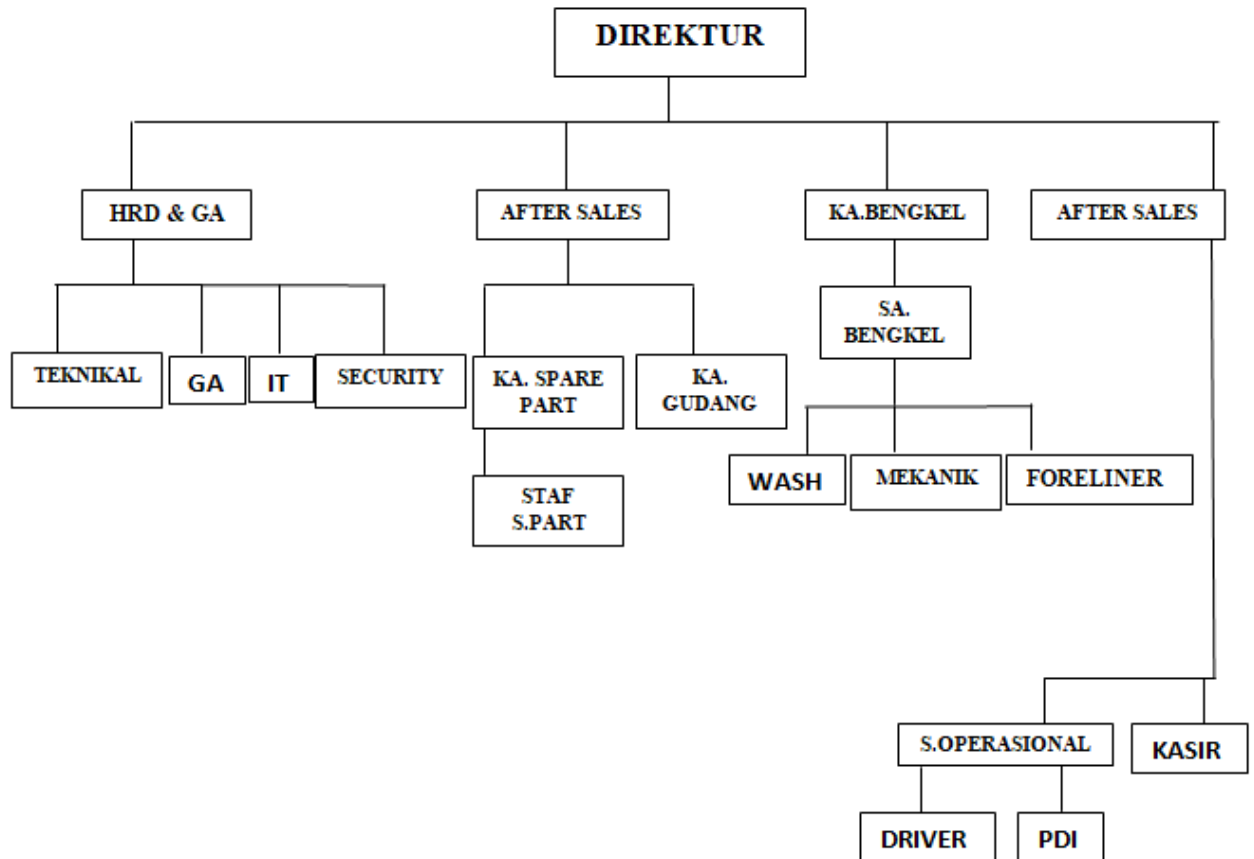 DIREKTUR
HRD & GA
AFTER SALES
KA.BENGKEL
AFTER SALES
SA.
BENGKEL
TEKNIKAL
GA
IT
SECURITY
KA. SPARE
PART
KA.
GUDANG
WASH
MEKANIK
FORELINER
STAF
S.PART
S.OPERASIONAL
KASIR
DRIVER
PDI